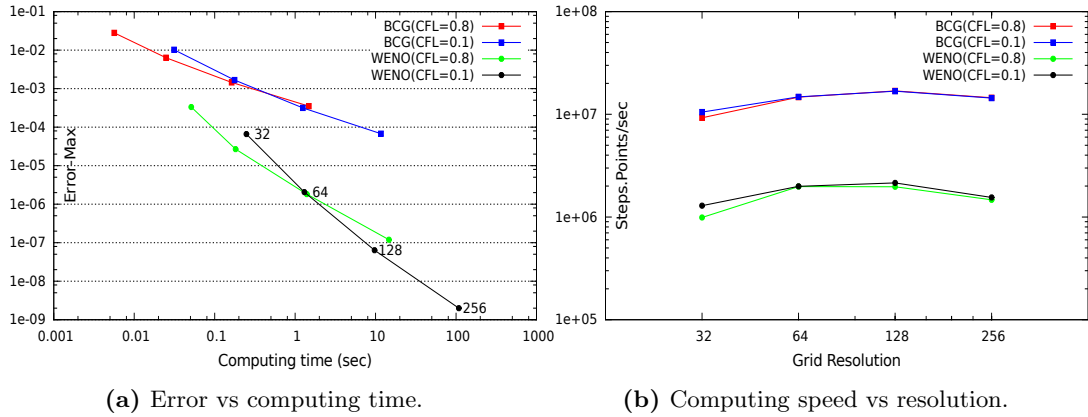 1e-01
1e-02
1e-03
1e-04
1e-05
1e-06
1e-07
1e-08
1e-09
Error-Max
BCG(CFL=0.8)
BCG(CFL=0.1)
WENO(CFL=0.8)
WENO(CFL=0.1)
32
64
128
256
0.001
0.01
0.1
1
10
100
1000
Computing time (sec)
(a) Error vs computing time.
1e+08
1e+07
1e+06
1e+05
Steps.Points/sec
BCG(CFL=0.8)
BCG(CFL=0.1)
WENO(CFL=0.8)
WENO(CFL=0.1)
32
64
128
256
Grid Resolution
(b) Computing speed vs resolution.